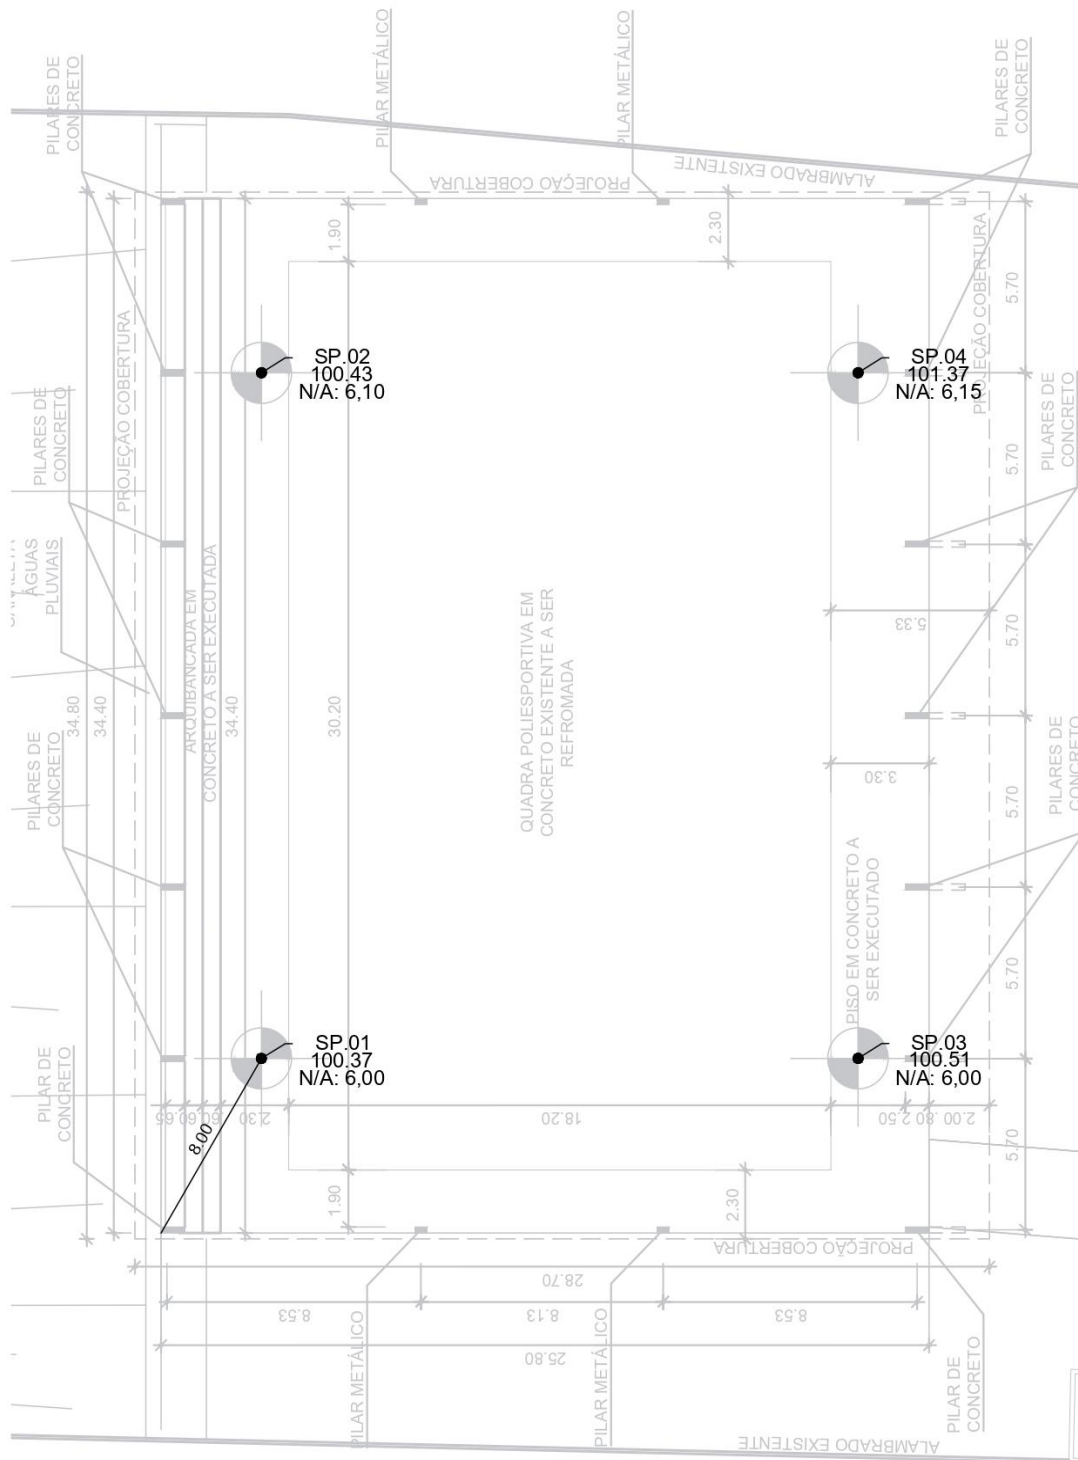 PILARES DE
CONCRETO
PILAR METÁLICO
PILAR METÁLICO
PILARES DE
CONCRETO
ALAMBRADO EXISTENTE
PROJEÇÃO COBERTURA
1.90
2.30
PROJEÇÃO COBERTURA
5.70
PROJEÇÃO COBERTURA
SP.02
100.43
N/A: 6,10
SP.04
101.37
N/A: 6,15
PILARES DE
CONCRETO
5.70
PILARES DE
CONCRETO
ÁGUAS
PLUVIAIS
ARQUIBANCADA EM
CONCRETO A SER EXECUTADA
QUADRA POLIESPORTIVA EM
CONCRETO EXISTENTE A SER
REFROMADA
5.33
5.70
34.80
34.40
34.40
30.20
PILARES DE
CONCRETO
3.30
5.70
PILARES DE
CONCRETO
PISO EM CONCRETO A
SER EXECUTADO
5.70
SP.01
100.37
N/A: 6,00
SP.03
100.51
N/A: 6,00
PILAR DE
CONCRETO
.65
.60
.60
2.30
18.20
2.50
.80
2.00
8.00
5.70
1.90
2.30
PROJEÇÃO COBERTURA
28.70
8.53
8.13
8.53
25.80
PILAR METÁLICO
PILAR METÁLICO
PILAR DE
CONCRETO
ALAMBRADO EXISTENTE